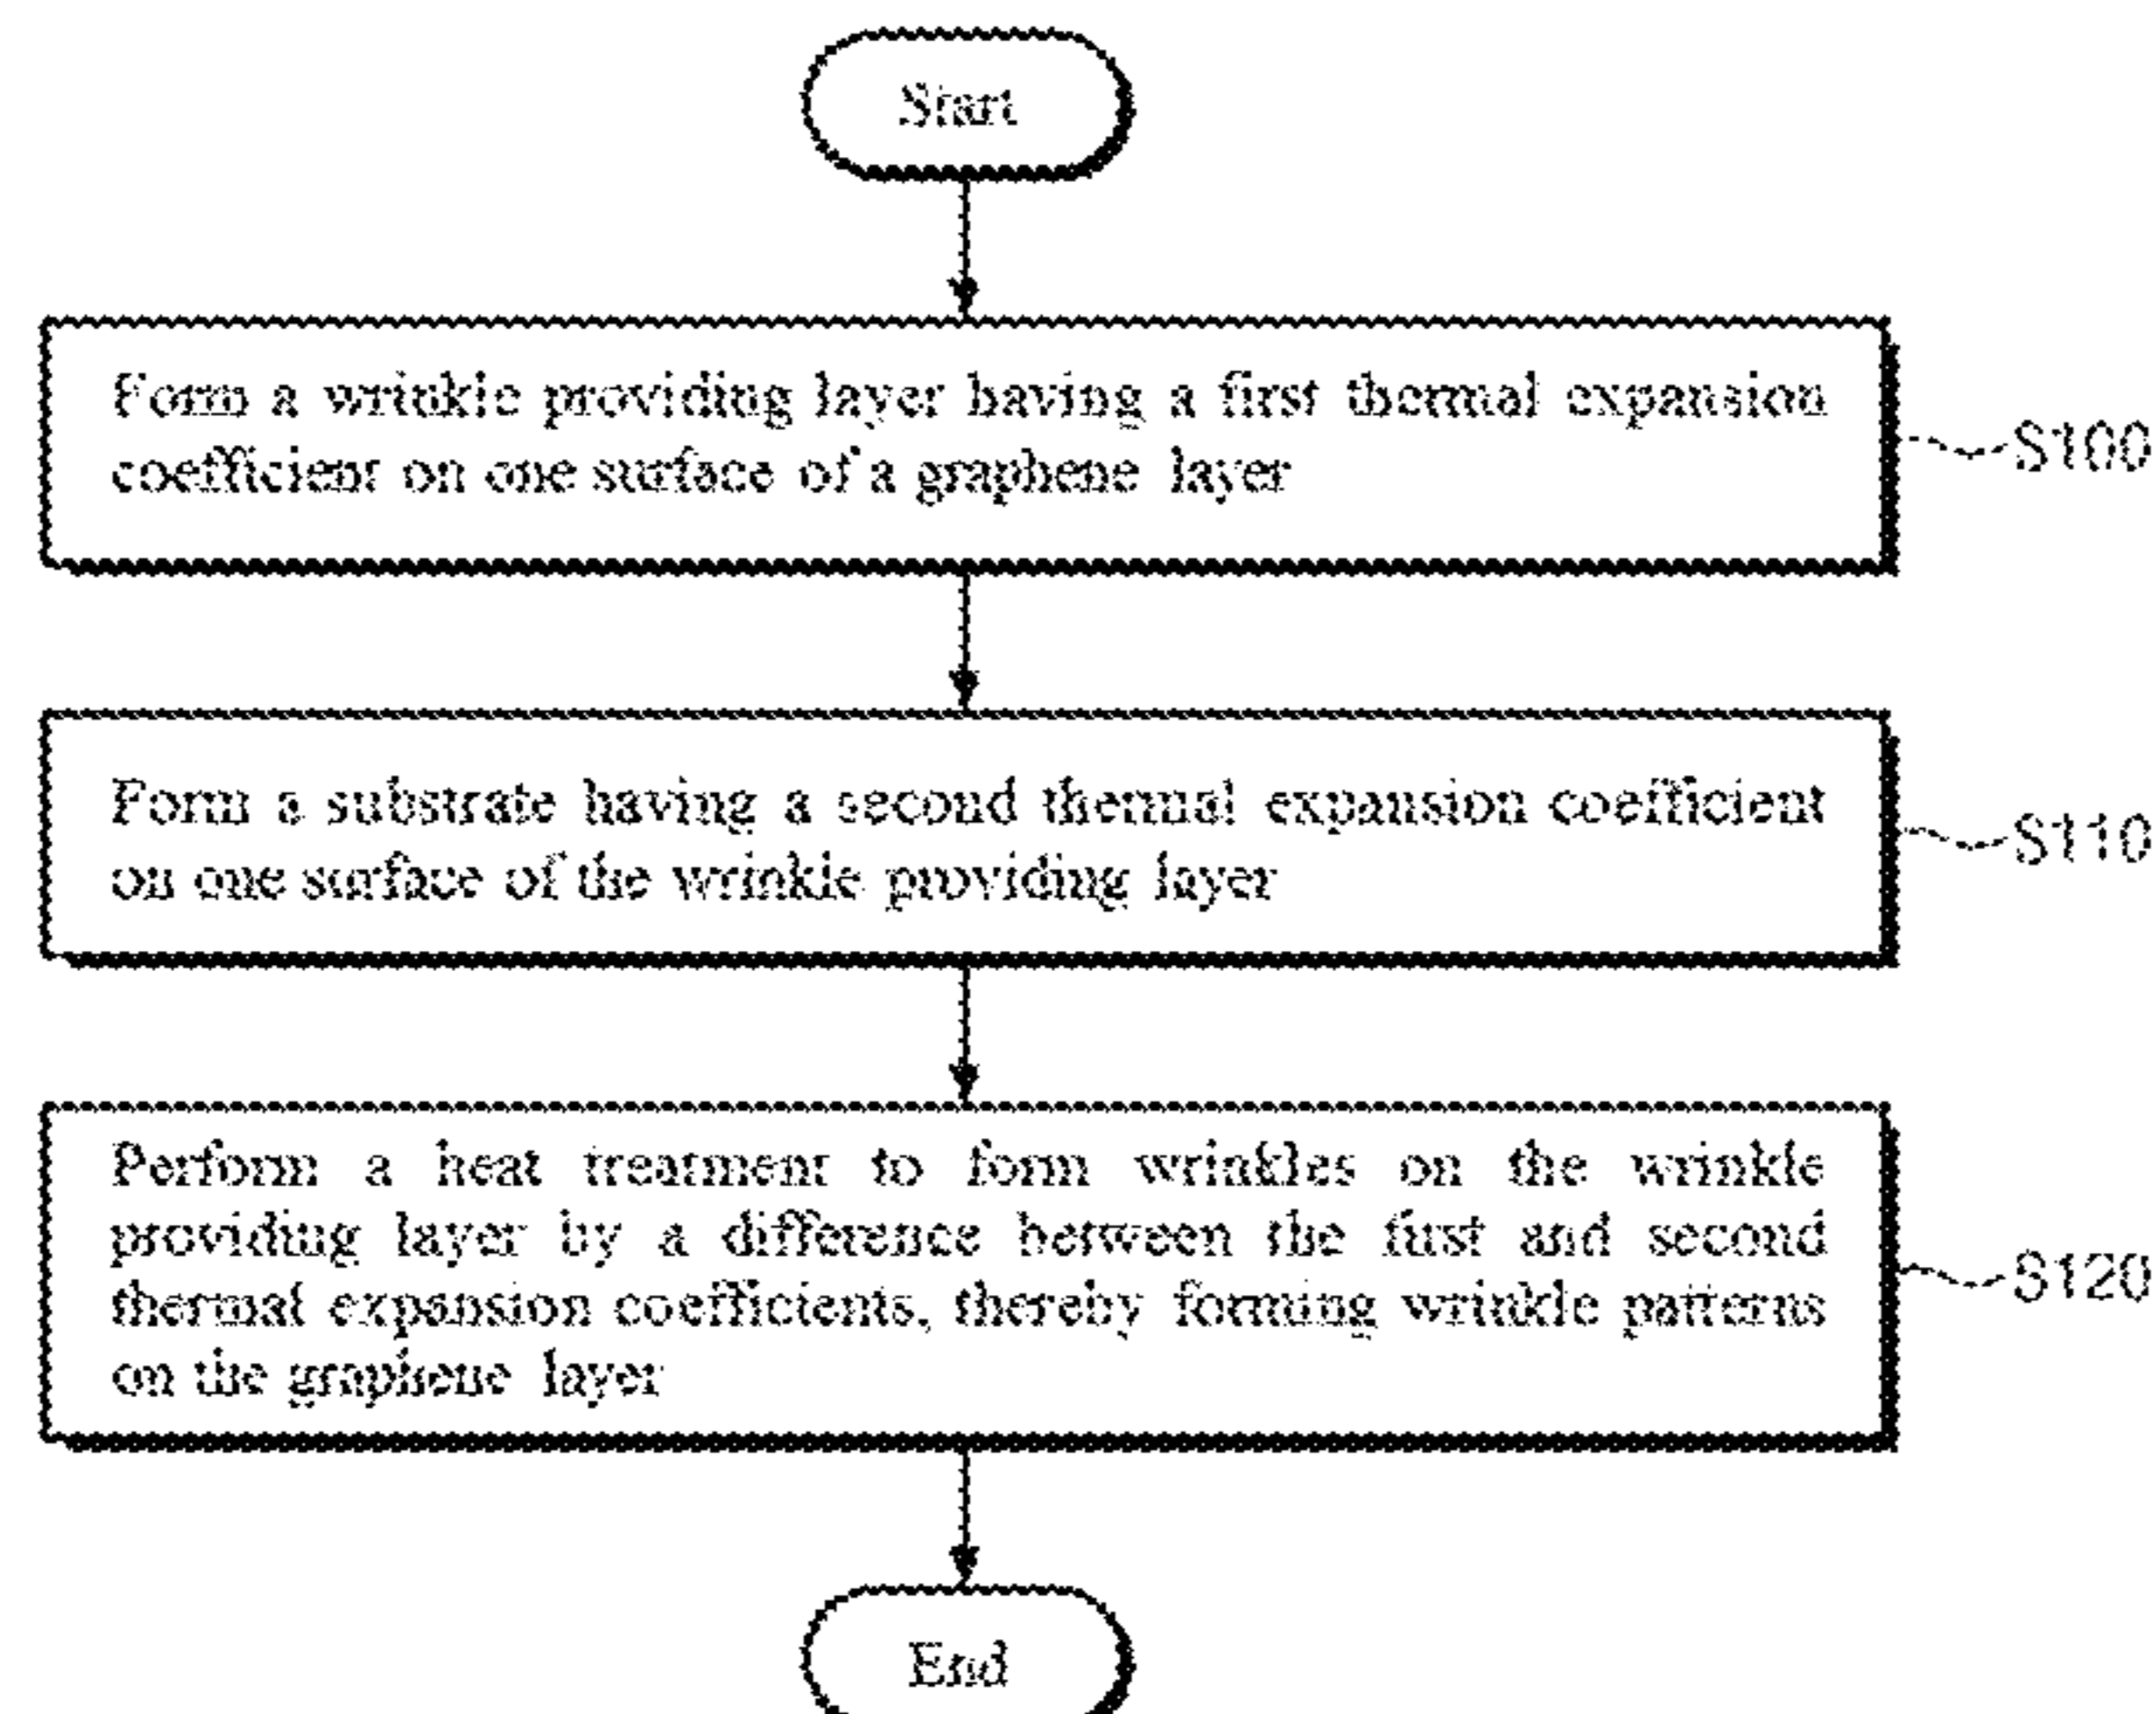 Start
Form a wrinkle providing layer having a first thermal expansion
coefficient on one surface of a graphene layer
S100
Form a substrate having a second thermal expansion coefficient
on one surface of the wrinkle providing layer
S110
Perform a heat treatment to form wrinkles on the wrinkle
providing layer by a difference between the first and second
thermal expansion coefficients, thereby forming wrinkle patterns
on the graphene layer
S120
End